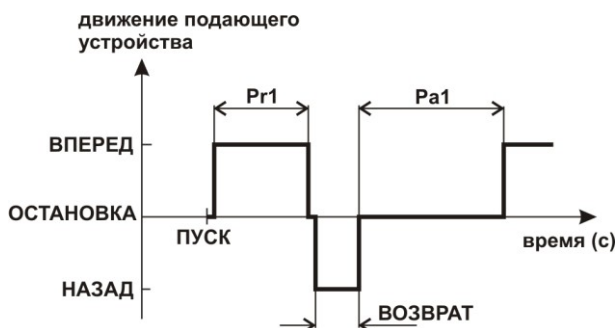 движение подающего
устройства
Pr1
Pa1
ВПЕРЕД
ОСТАНОВКА
ПУСК
время (с)
НАЗАД
ВОЗВРАТ